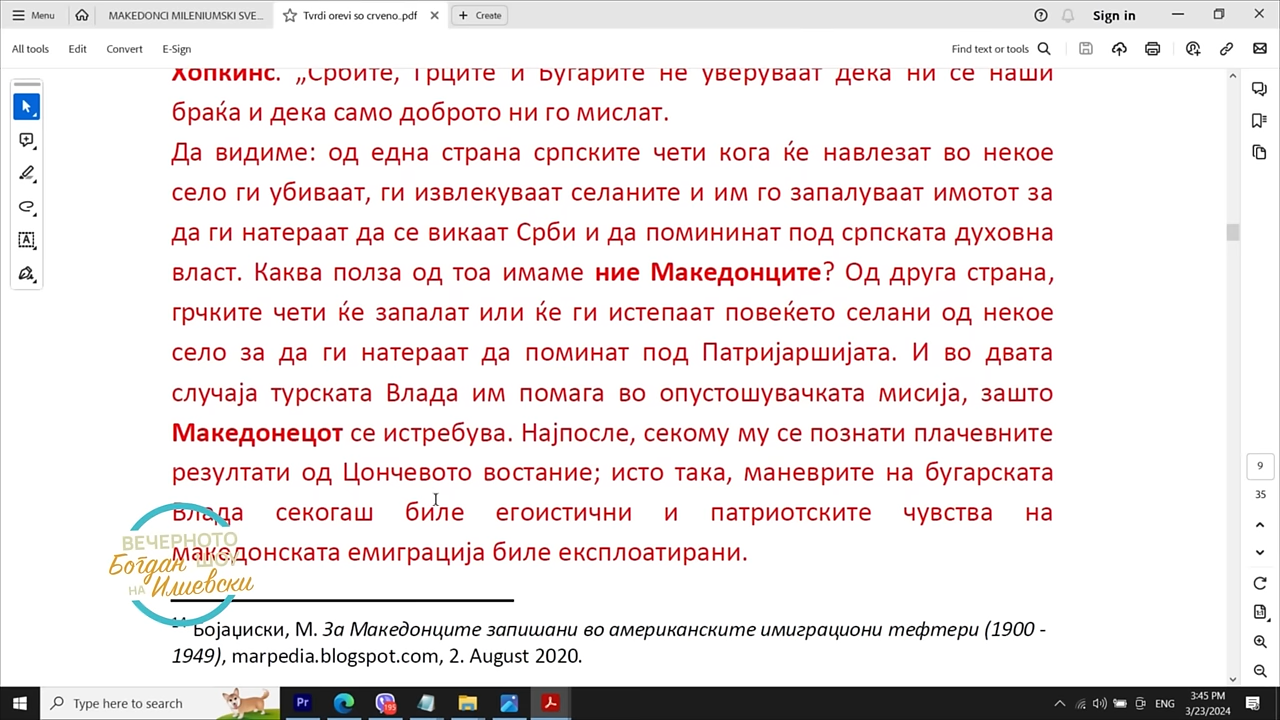 Menu
MAKEDONCI MILENIUMSKI SVE...
Tvrdi orevi so crveno..pdf
Create
Sign in
All tools Edit Convert E-Sign
Find text or tools
Хопкинс. „Србите, Грците и Бугарите не уверуваат дека ни се наши
браќа и дека само доброто ни го мислат.
Да видиме: од една страна српските чети кога ќе навлезат во некое
село ги убиваат, ги извлекуваат селаните и им го запалуваат имотот за
да ги натераат да се викаат Срби и да помининат под српската духовна
власт. Каква полза од тоа имаме ние Македонците? Од друга страна,
грчките чети ќе запалат или ќе ги истепаат повеќето селани од некое
село за да ги натераат да поминат под Патријаршијата. И во двата
случаја турската Влада им помага во опустошувачката мисија, зашто
Македонецот се истребува. Најпосле, секому му се познати плачевните
резултати од Цончевото востание; исто така, маневрите на бугарската
Влада секогаш биле егоистични и патриотските чувства на
македонската емиграција биле експлоатирани.
14 Бојаџиски, М. За Македонците запишани во американските имиграциони тефтери (1900 -
1949), marpedia.blogspot.com, 2. August 2020.
ВЕЧЕРНОТО
ШОУ
НА
Богдан
Илиевски
9
35
Type here to search
195
ENG
3:45 PM
3/23/2024